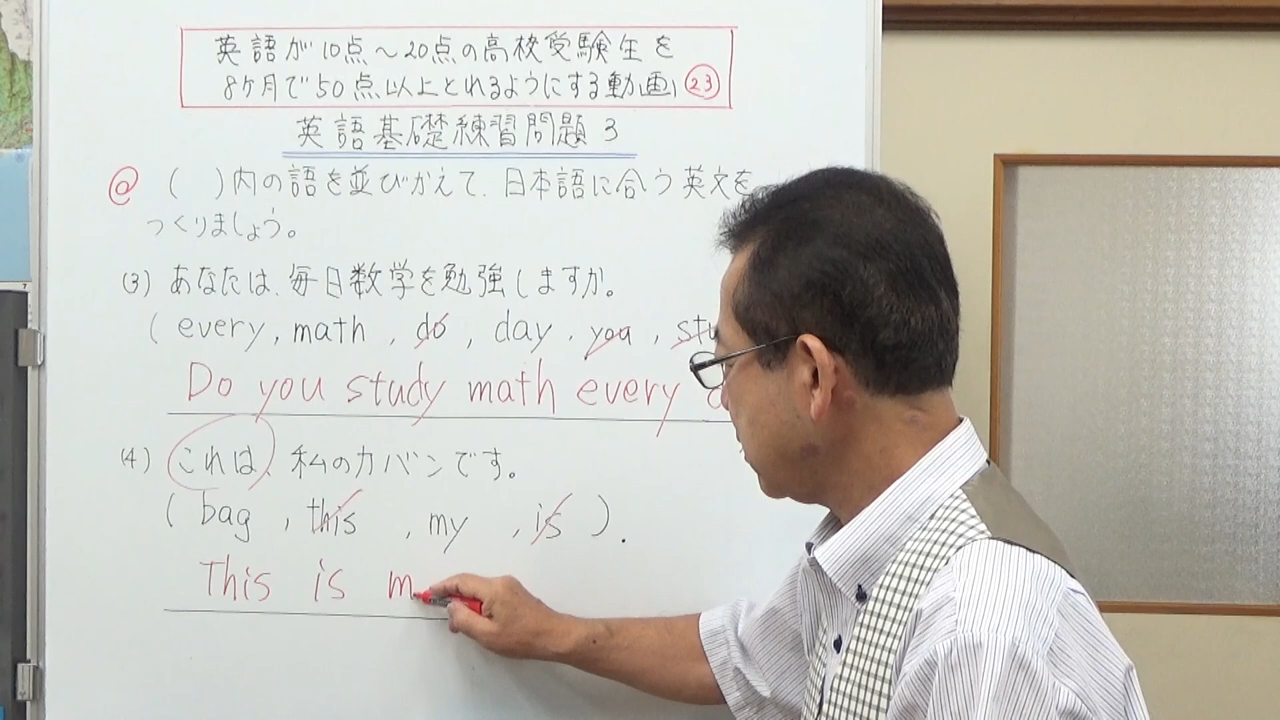 英語が10点～20点の高校受験生を
8ケ月で50点以上とれるようにする動画 23
英語基礎練習問題 3
@ ( )内の語を並びかえて、日本語に合う英文を
つくりましょう。
(3) あなたは、毎日数学を勉強しますか。
( every, math , do , day , you ,
Do you study math every
(4) これは、私のカバンです。
( bag , this , my , is ) .
This is m